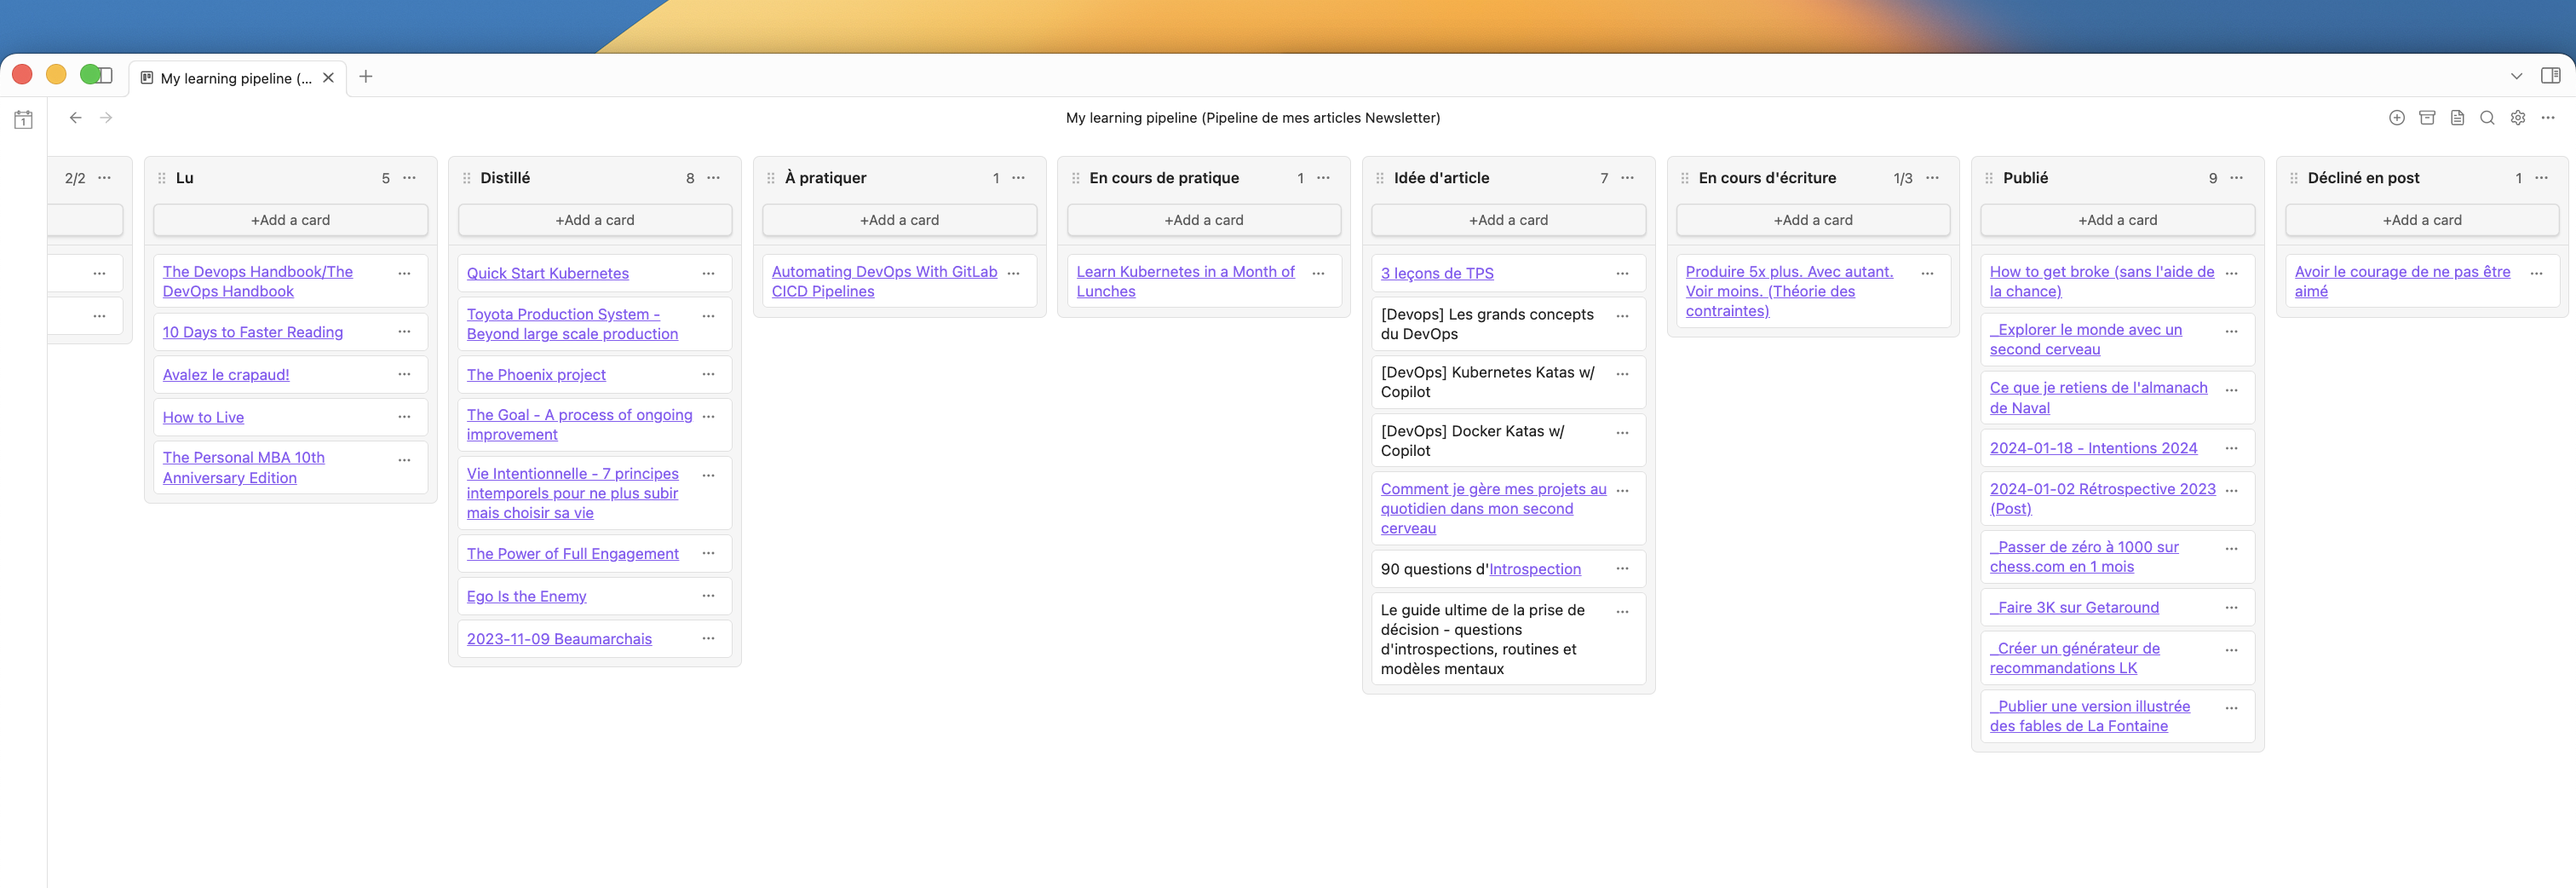 My learning pipeline (...
1
My learning pipeline (Pipeline de mes articles Newsletter)
2/2
Lu 5
+Add a card
The Devops Handbook/The
DevOps Handbook
10 Days to Faster Reading
Avalez le crapaud!
How to Live
The Personal MBA 10th
Anniversary Edition
Distillé 8
+Add a card
Quick Start Kubernetes
Toyota Production System -
Beyond large scale production
The Phoenix project
The Goal - A process of ongoing
improvement
Vie Intentionnelle - 7 principes
intemporels pour ne plus subir
mais choisir sa vie
The Power of Full Engagement
Ego Is the Enemy
2023-11-09 Beaumarchais
À pratiquer 1
+Add a card
Automating DevOps With GitLab
CICD Pipelines
En cours de pratique 1
+Add a card
Learn Kubernetes in a Month of
Lunches
Idée d'article 7
+Add a card
3 leçons de TPS
[Devops] Les grands concepts
du DevOps
[DevOps] Kubernetes Katas w/
Copilot
[DevOps] Docker Katas w/
Copilot
Comment je gère mes projets au
quotidien dans mon second
cerveau
90 questions d'Introspection
Le guide ultime de la prise de
décision - questions
d'introspections, routines et
modèles mentaux
En cours d'écriture 1/3
+Add a card
Produire 5x plus. Avec autant.
Voir moins. (Théorie des
contraintes)
Publié 9
+Add a card
How to get broke (sans l'aide de
la chance)
_Explorer le monde avec un
second cerveau
Ce que je retiens de l'almanach
de Naval
2024-01-18 - Intentions 2024
2024-01-02 Rétrospective 2023
(Post)
_Passer de zéro à 1000 sur
chess.com en 1 mois
_Faire 3K sur Getaround
_Créer un générateur de
recommandations LK
_Publier une version illustrée
des fables de La Fontaine
Décliné en post 1
+Add a card
Avoir le courage de ne pas être
aimé